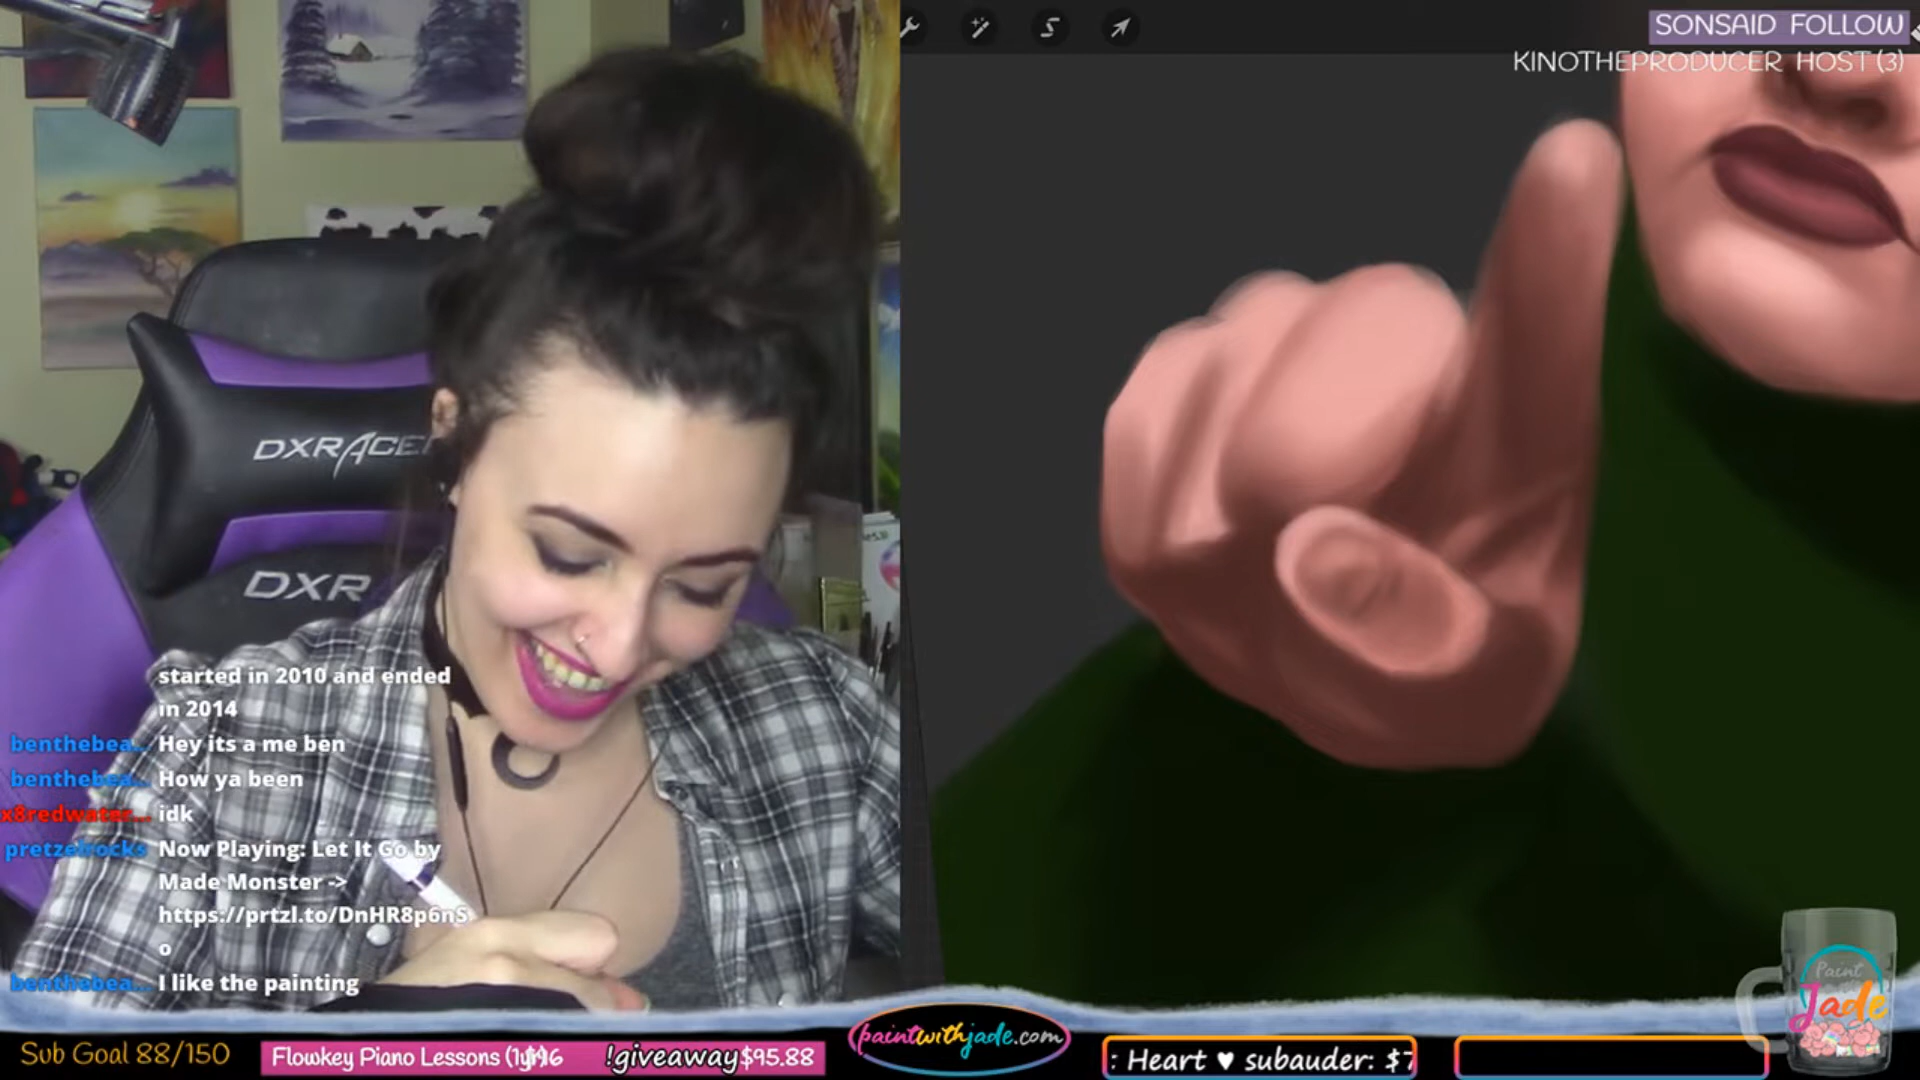 SONSAID FOLLOW
KINOTHEPRODUCER HOST (3)
DXRACER
DXR
started in 2010 and ended
in 2014
benthebea... Hey its a me ben
benthebea... How ya been
x8redwater... idk
pretzelrocks Now Playing: Let It Go by
Made Monster ->
https://prtzl.to/DnHR8p6nS
o
benthebea... I like the painting
Paint
Jade
Sub Goal 88/150
Flowkey Piano Lessons (1yr)
!giveaway $95.88
paintwithjade.com
: Heart ♥ subauder: $7